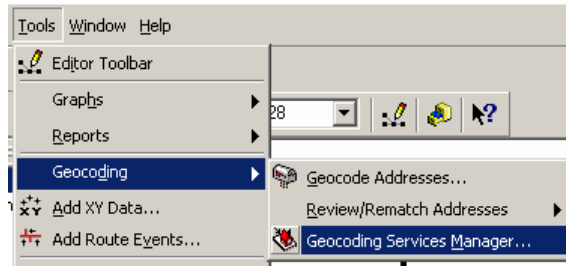 Tools Window Help
Editor Toolbar
Graphs
Reports
28
Geocoding
Geocode Addresses...
Review/Rematch Addresses
Geocoding Services Manager...
Add XY Data...
Add Route Events...